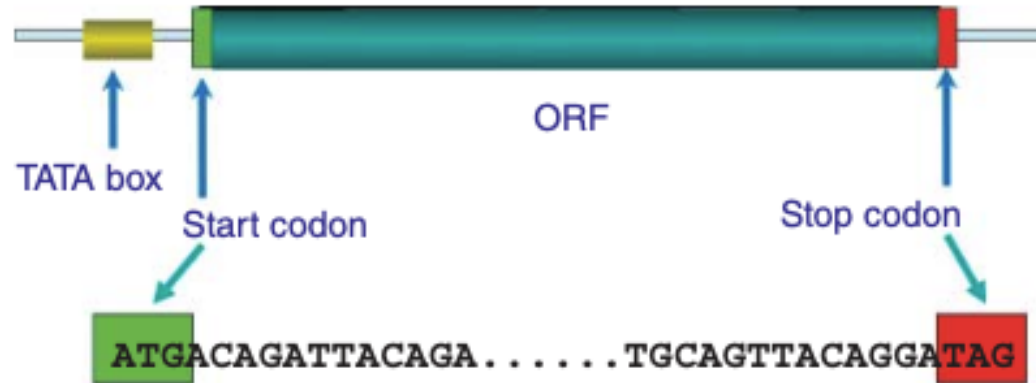 ORF
TATA box
Start codon
Stop codon
ATGACAGATTACAGA......TGCAGTTACAGGATAG